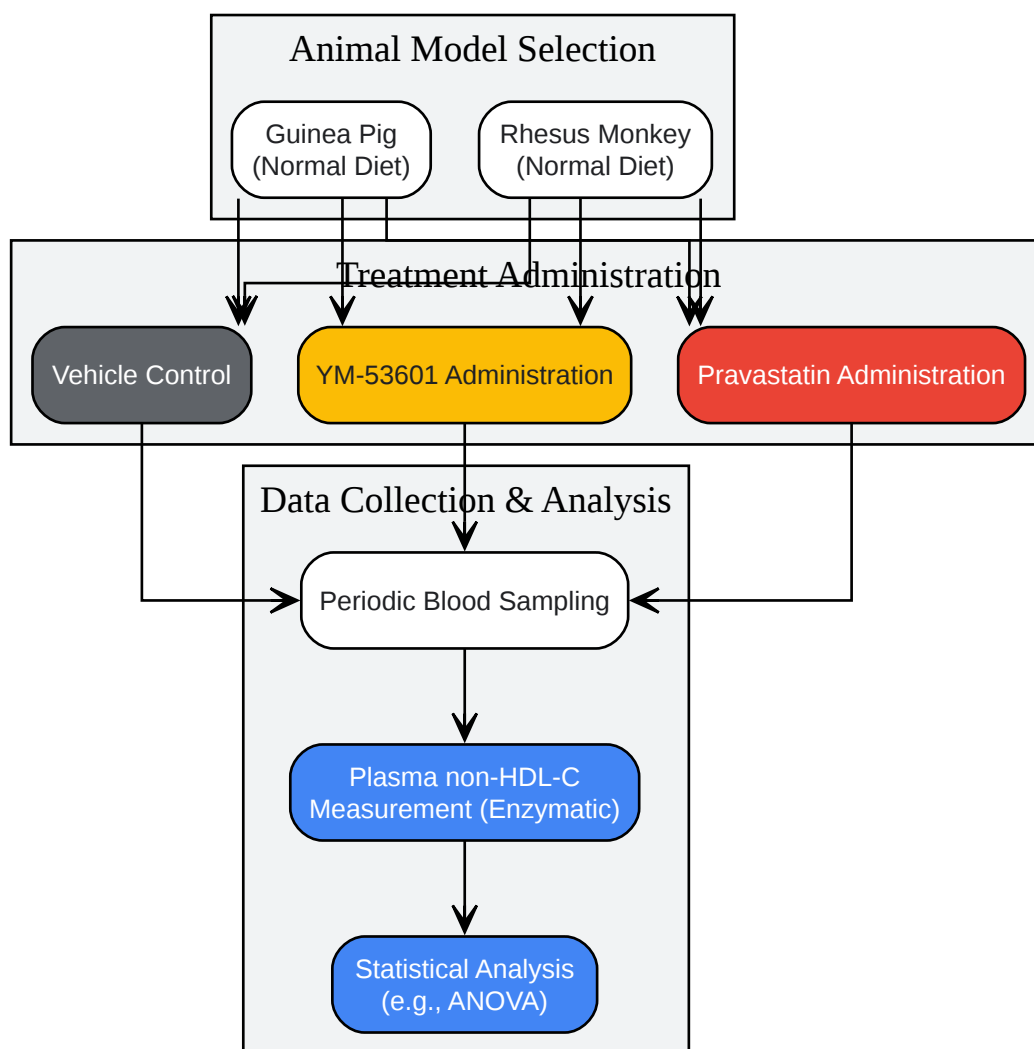 Animal Model Selection
Guinea Pig
(Normal Diet)
Rhesus Monkey
(Normal Diet)
Treatment Administration
Vehicle Control
YM-53601 Administration
Pravastatin Administration
Data Collection & Analysis
Periodic Blood Sampling
Plasma non-HDL-C
Measurement (Enzymatic)
Statistical Analysis
(e.g., ANOVA)